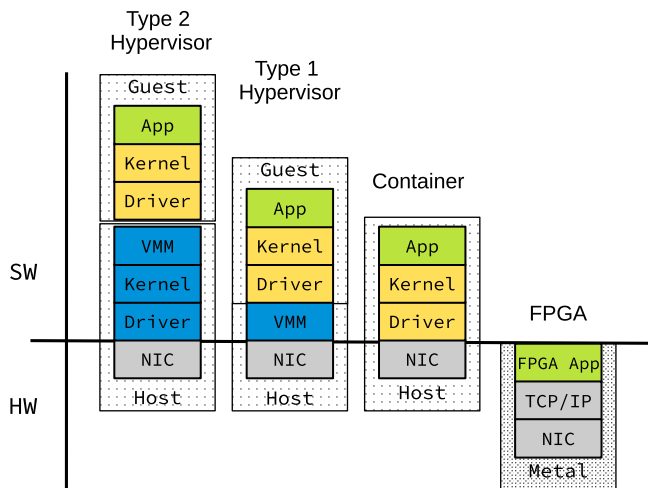 Type 2
Hypervisor
Guest
App
Kernel
Driver
VMM
Kernel
Driver
NIC
Host
Type 1
Hypervisor
Guest
App
Kernel
Driver
VMM
NIC
Host
Container
App
Kernel
Driver
NIC
Host
FPGA
FPGA App
TCP/IP
NIC
Metal
SW
HW